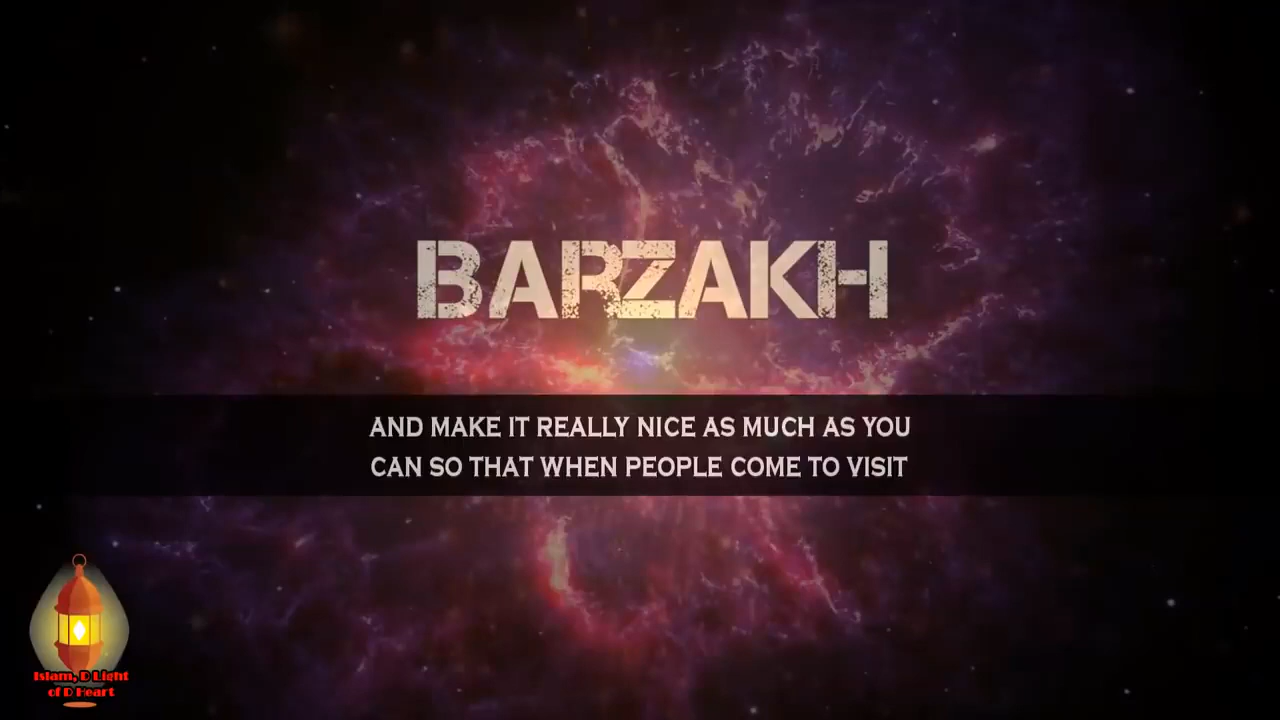 BARZAKH
AND MAKE IT REALLY NICE AS MUCH AS YOU
CAN SO THAT WHEN PEOPLE COME TO VISIT
Islam, D Light
of D Heart